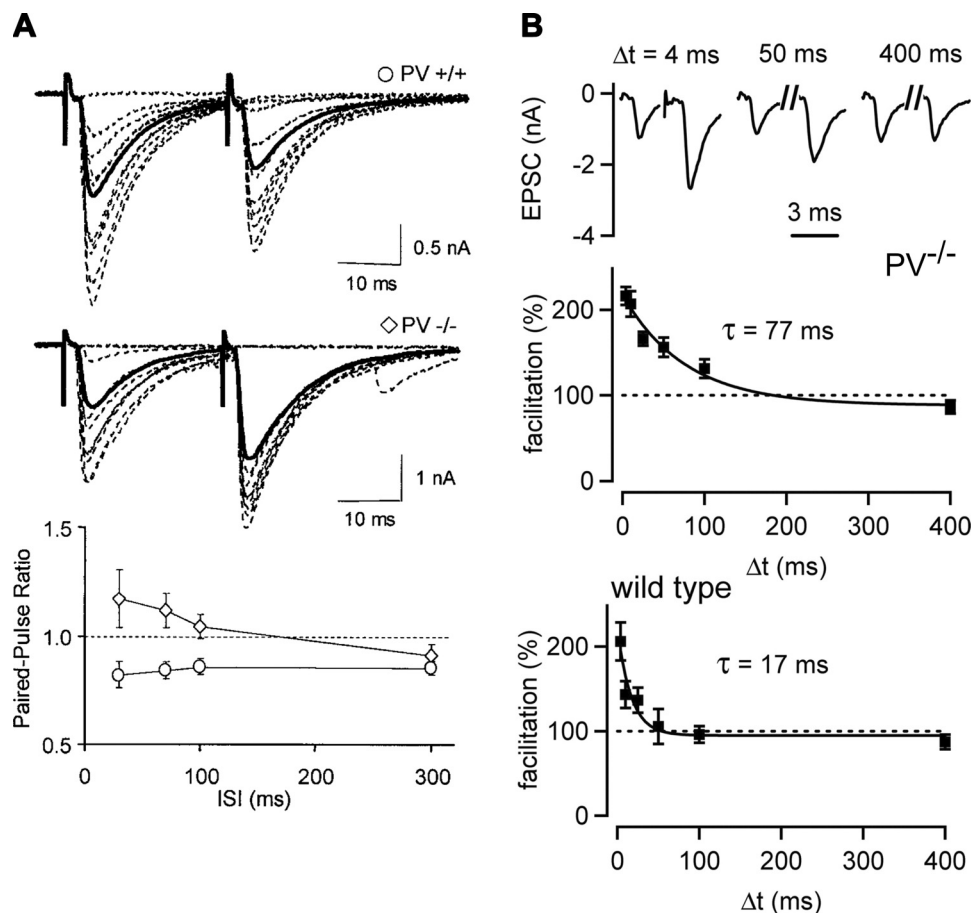 A
PV +/+
0.5 nA
10 ms
PV -/-
1 nA
10 ms
1.5
1.0
0.5
Paired-Pulse Ratio
0 100 200 300
ISI (ms)
B
Δt = 4 ms 50 ms 400 ms
0
-2
-4
EPSC (nA)
3 ms
PV-/-
200
100
0
facilitation (%)
τ = 77 ms
0 100 200 300 400
Δt (ms)
wild type
200
100
0
facilitation (%)
τ = 17 ms
0 100 200 300 400
Δt (ms)